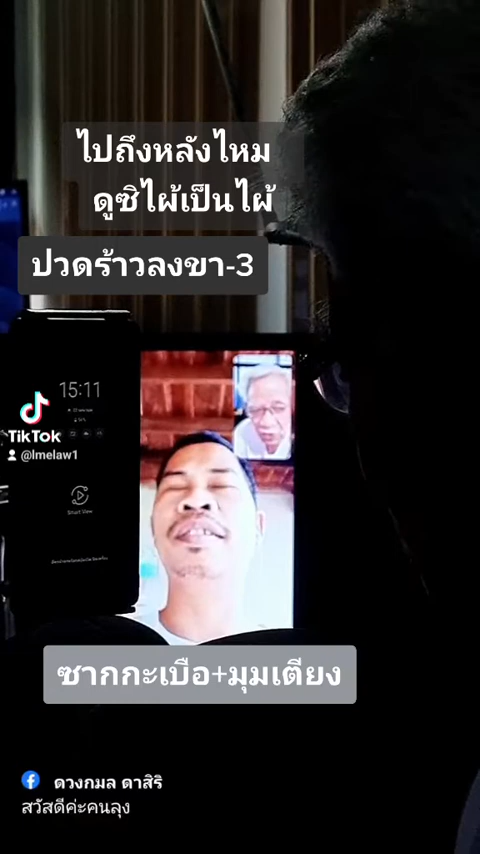 ไปถึงหลังไหม
ดูซิไผ้เป็นไผ้
ปวดร้าวลงขา-3
15:11
TikTok
@lmelaw1
Start View
ซากกะเบือ+มุมเตียง
ดวงกมล ดาสิริ
สวัสดีค่ะคนลุง